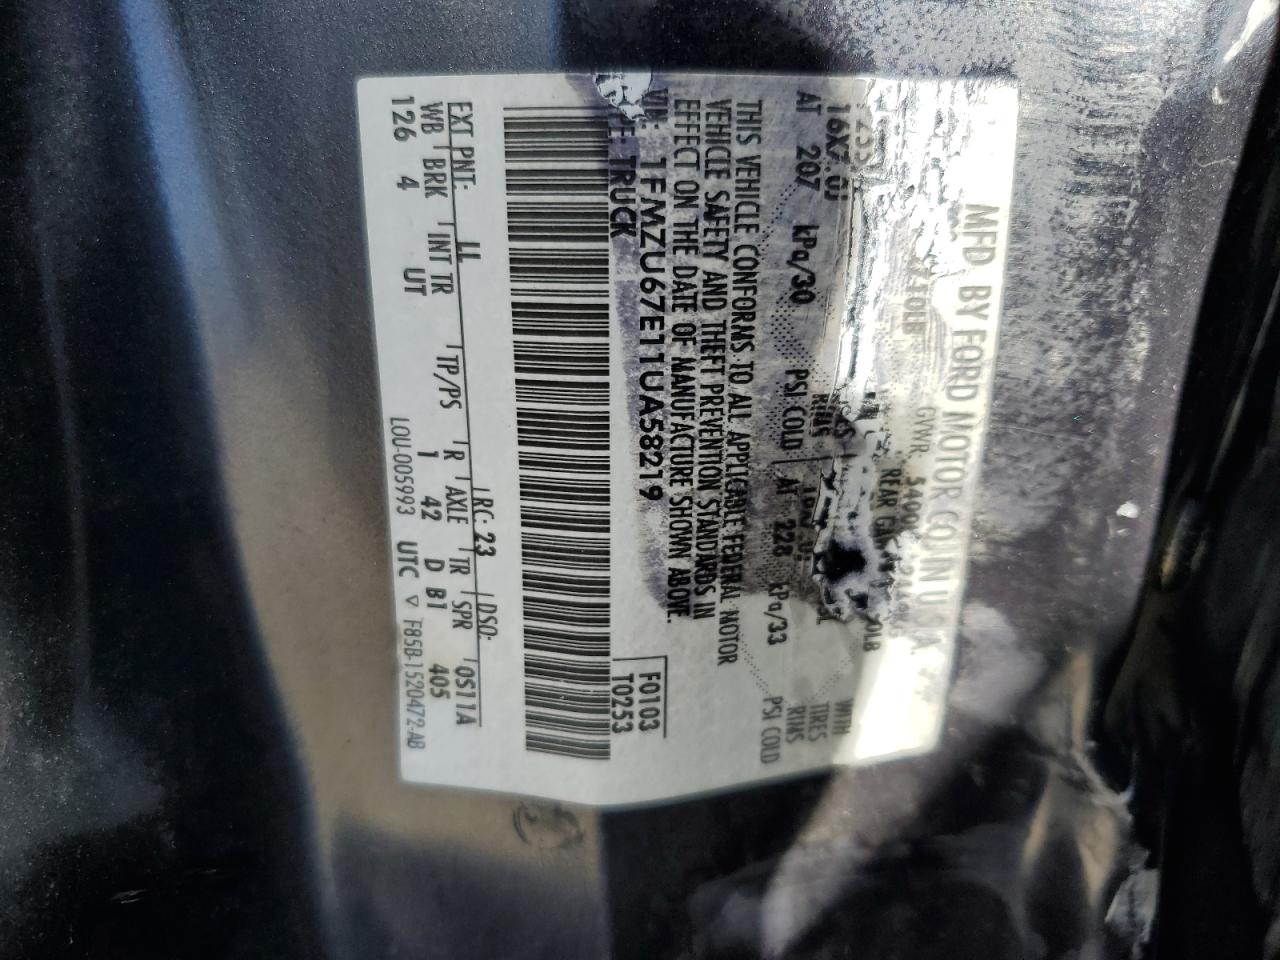 MFD. BY FORD MOTOR CO. IN U.S.A.
GVWR:
REAR
WITH
TIRES
16X7.0J RIMS RIMS
AT 207 kPa/30 PSI COLD AT 228 kPa/33 PSI COLD
THIS VEHICLE CONFORMS TO ALL APPLICABLE FEDERAL MOTOR
VEHICLE SAFETY AND THEFT PREVENTION STANDARDS IN
EFFECT ON THE DATE OF MANUFACTURE SHOWN ABOVE.
VIN: 1FMZU67E11UA58219
TRUCK
F0103
T0253
EXT PNT: LL RC: 23 DSO:
WB BRK INT TR TP/PS R AXLE TR SPR 0S11A
126 4 UT 1 42 D B1 405
LOU-005993 UTC ▽ F85B-1520472-AB